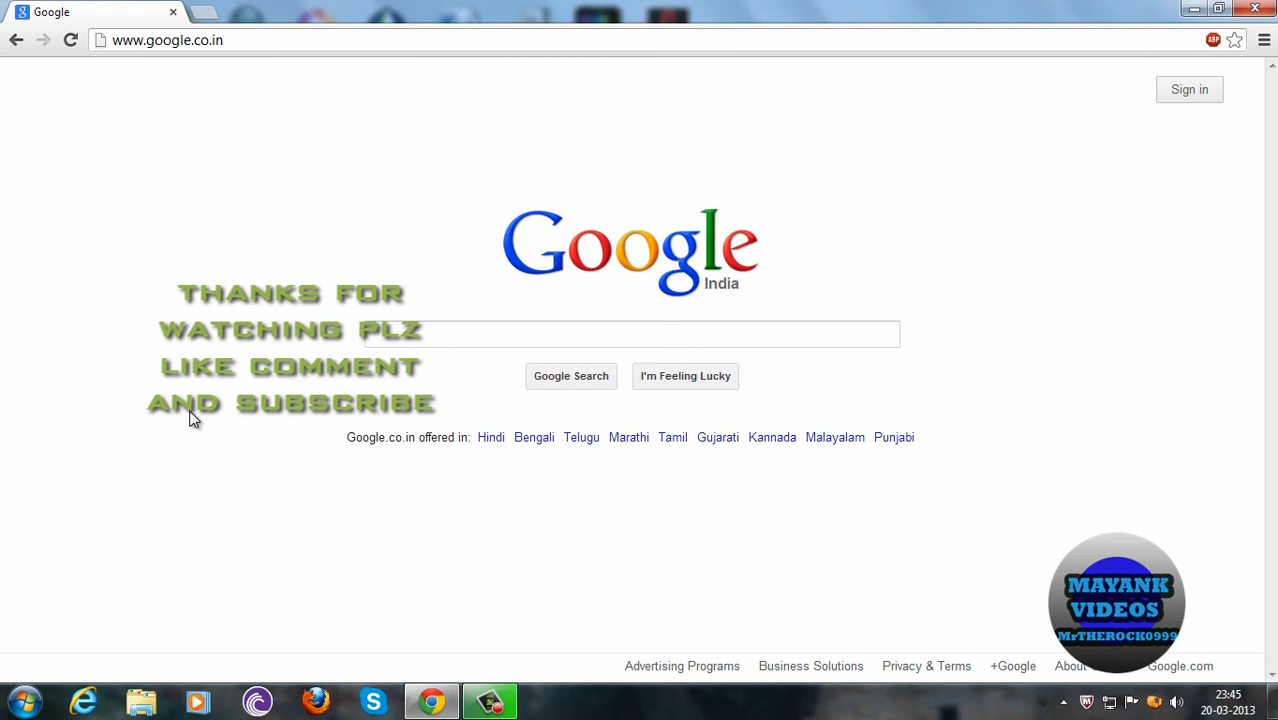 Google
www.google.co.in
ABP
Sign in
Google
India
THANKS FOR
WATCHING PLZ
LIKE COMMENT
AND SUBSCRIBE
Google Search
I'm Feeling Lucky
Google.co.in offered in: Hindi Bengali Telugu Marathi Tamil Gujarati Kannada Malayalam Punjabi
MAYANK
VIDEOS
MrTHEROCK0999
Advertising Programs Business Solutions Privacy & Terms +Google About Google.com
23:45
20-03-2013